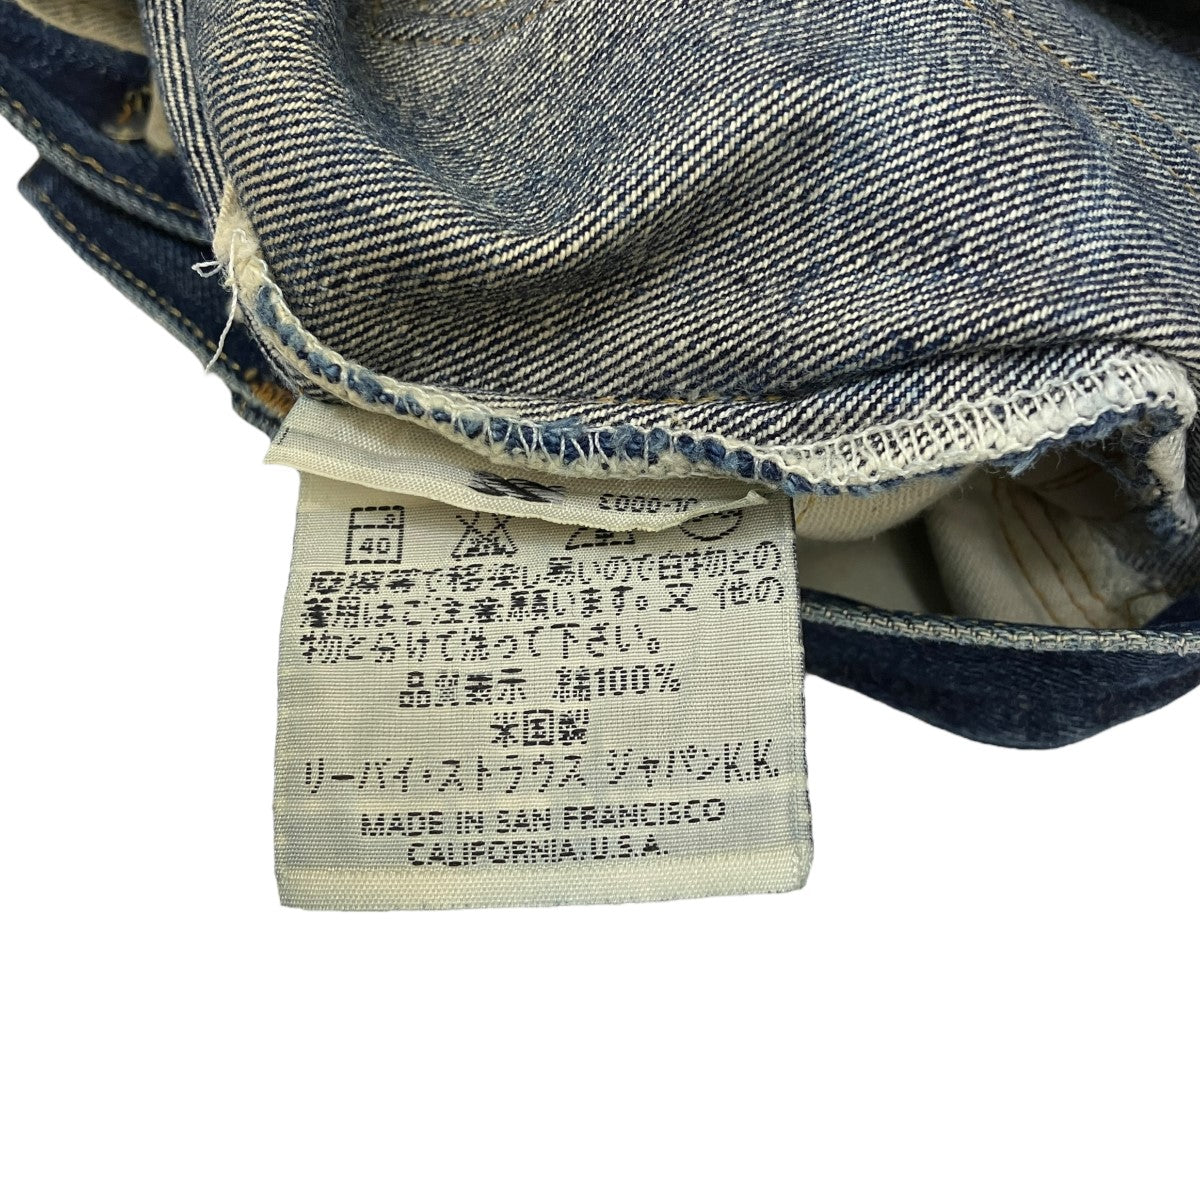 40
摩擦等で移染し易いので白物との
着用はご注意願います。又 他の
物と分けて洗って下さい。
品質表示 綿100%
米国製
リーバイ・ストラウス ジャパンK.K.
MADE IN SAN FRANCISCO
CALIFORNIA.U.S.A.